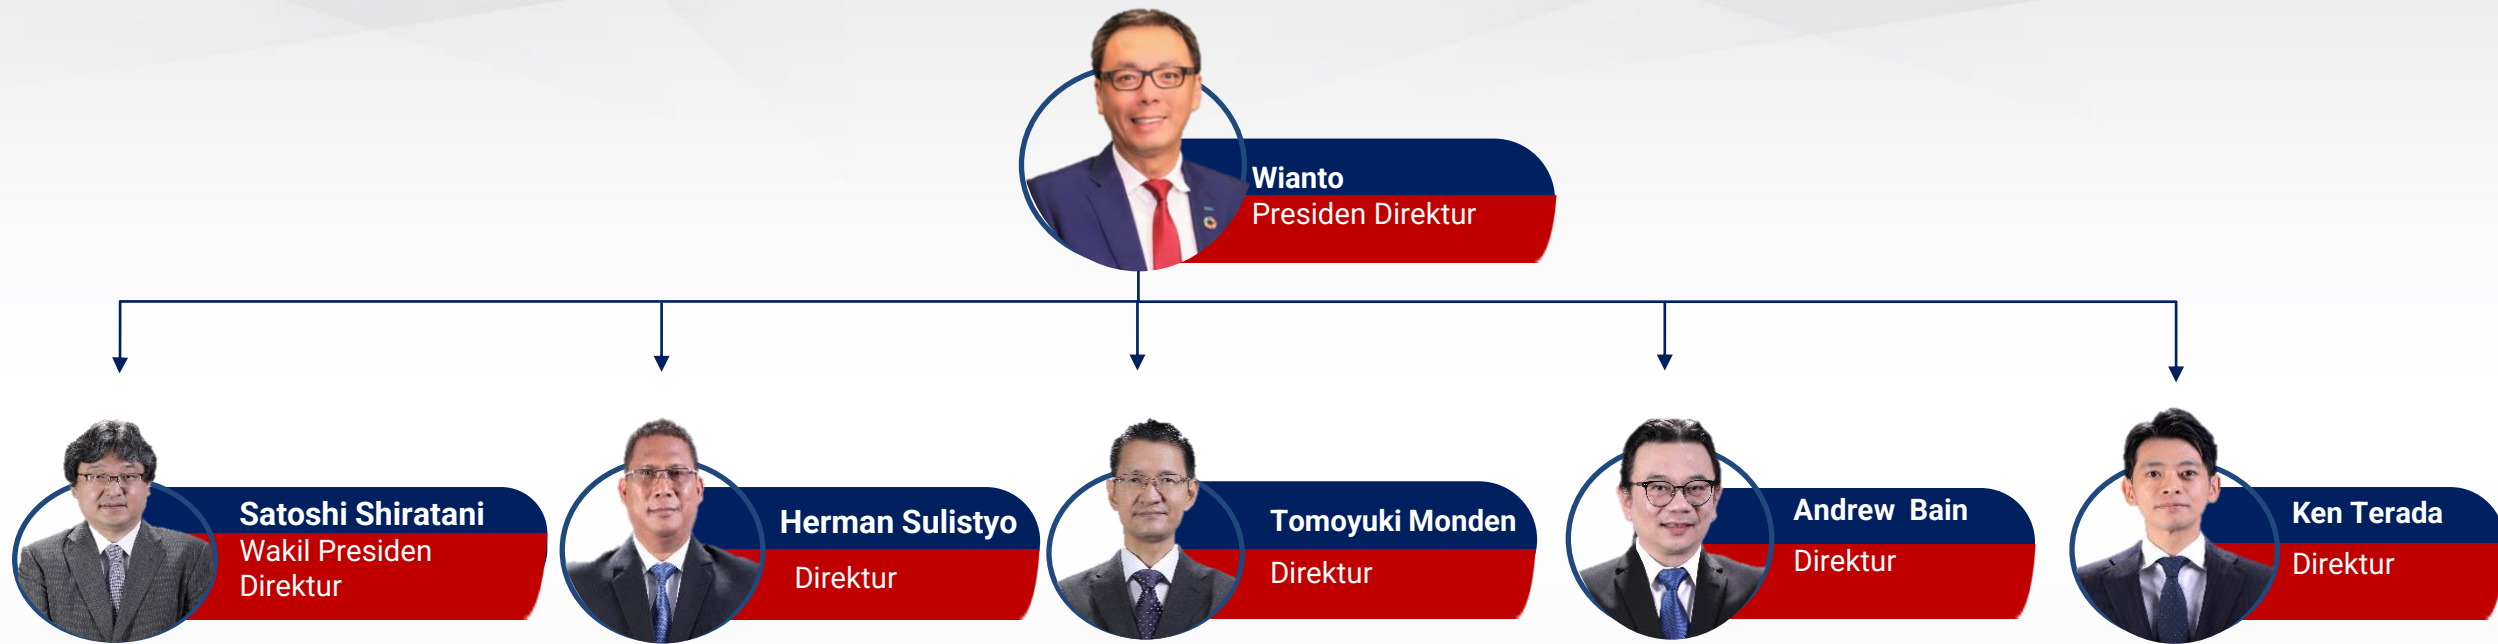 Wianto
Presiden Direktur
Satoshi Shiratani
Wakil Presiden
Direktur
Herman Sulistyo
Direktur
Tomoyuki Monden
Direktur
Andrew  Bain
Direktur
Ken Terada
Direktur